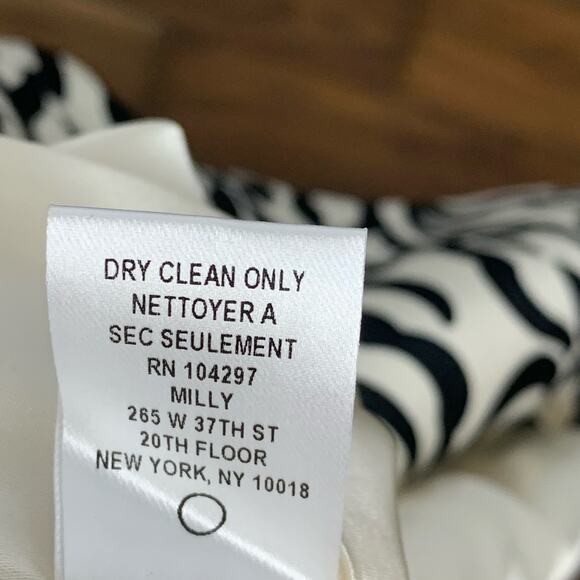 DRY CLEAN ONLY
NETTOYER A
SEC SEULEMENT
RN 104297
MILLY
265 W 37TH ST
20TH FLOOR
NEW YORK, NY 10018